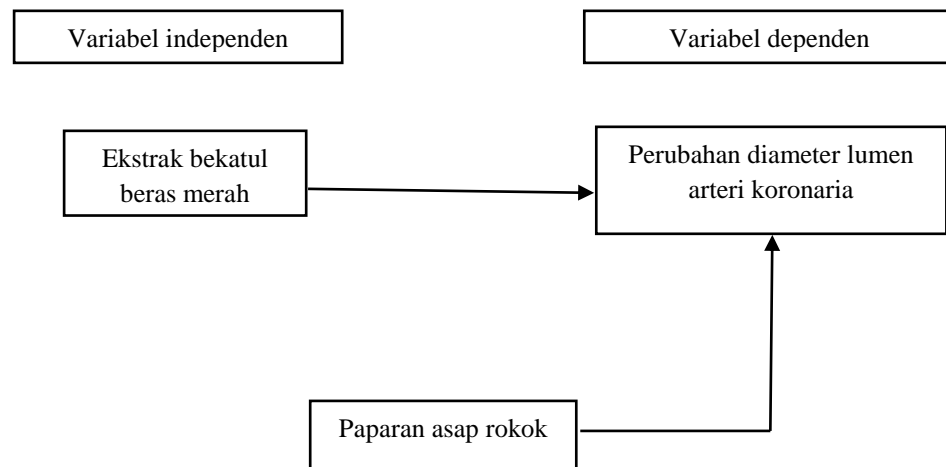 Variabel independen
Variabel dependen
Ekstrak bekatul
beras merah
Perubahan diameter lumen
arteri koronaria
Paparan asap rokok